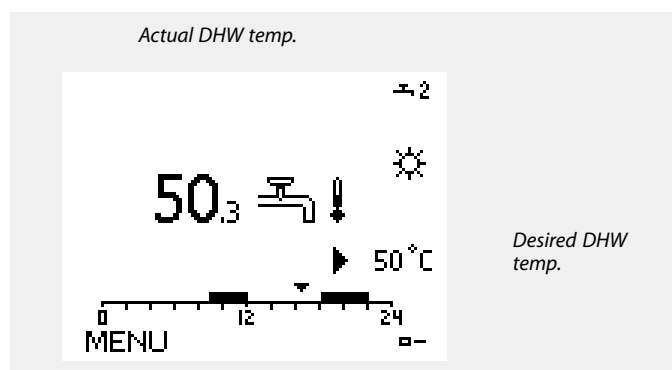 Actual DHW temp.
2
50.3
50°C
Desired DHW
temp.
0 12 24
MENU